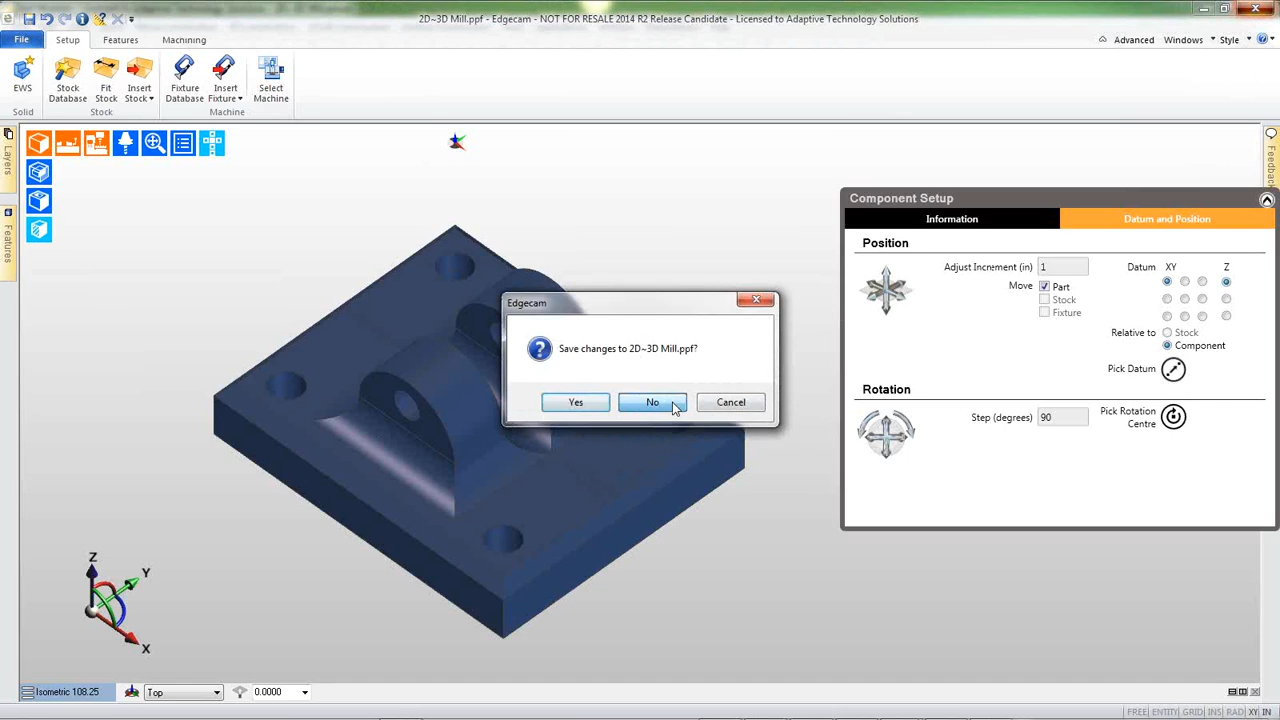 2D~3D Mill.ppf - Edgecam - NOT FOR RESALE 2014 R2 Release Candidate - Licensed to Adaptive Technology Solutions
File Setup Features Machining Advanced Windows Style
EWS
Stock Database
Fit Stock
Insert Stock
Fixture Database
Insert Fixture
Select Machine
Solid Stock Machine
Layers
Features
Feedback
Component Setup
Information Datum and Position
Position
Adjust Increment (in) 1 Datum XY Z
Move Part
Stock
Fixture
Relative to Stock
Component
Pick Datum
Rotation
Step (degrees) 90 Pick Rotation Centre
Edgecam
Save changes to 2D~3D Mill.ppf?
Yes No Cancel
Z
Y
X
Isometric 108.25 Top 0.0000
FREE ENTITY GRID INS RAD XY IN